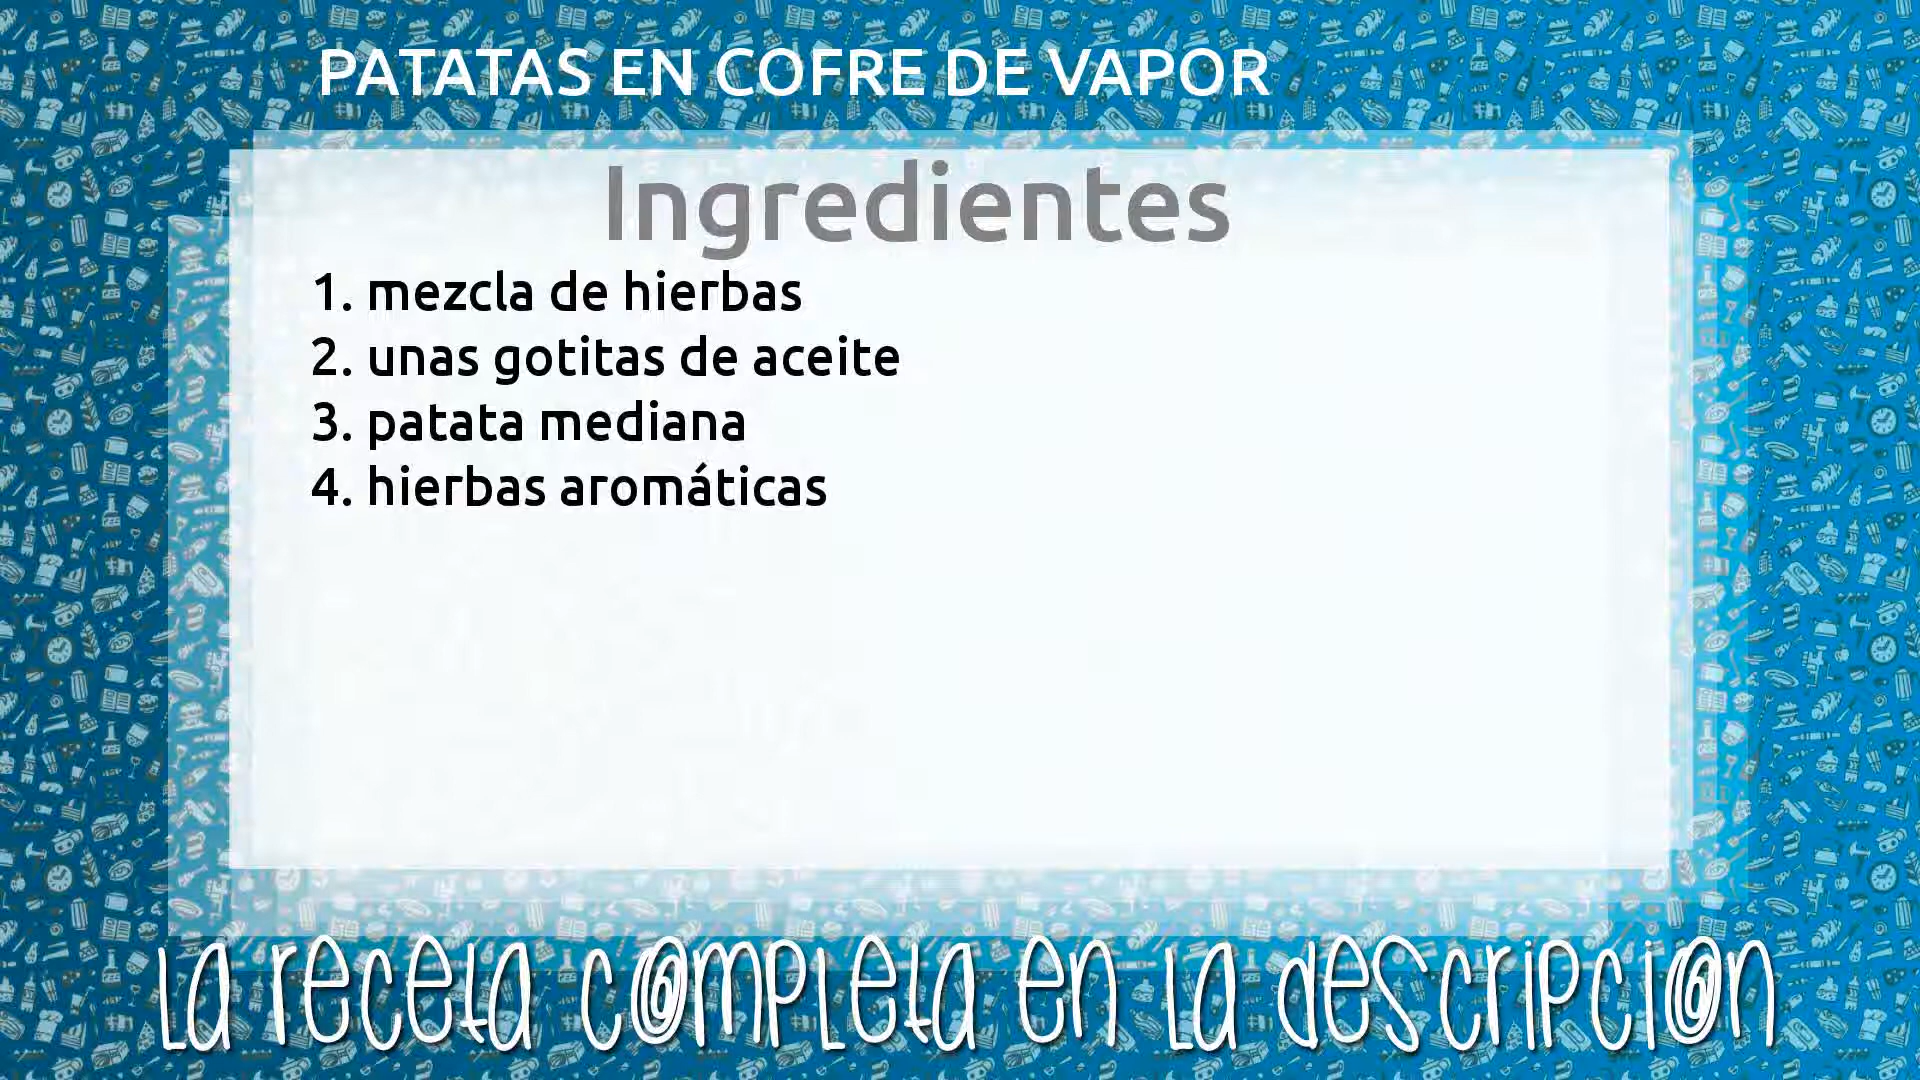 PATATAS EN COFRE DE VAPOR
Ingredientes
1. mezcla de hierbas
2. unas gotitas de aceite
3. patata mediana
4. hierbas aromáticas
La receta c@mpleta en la descripci@n